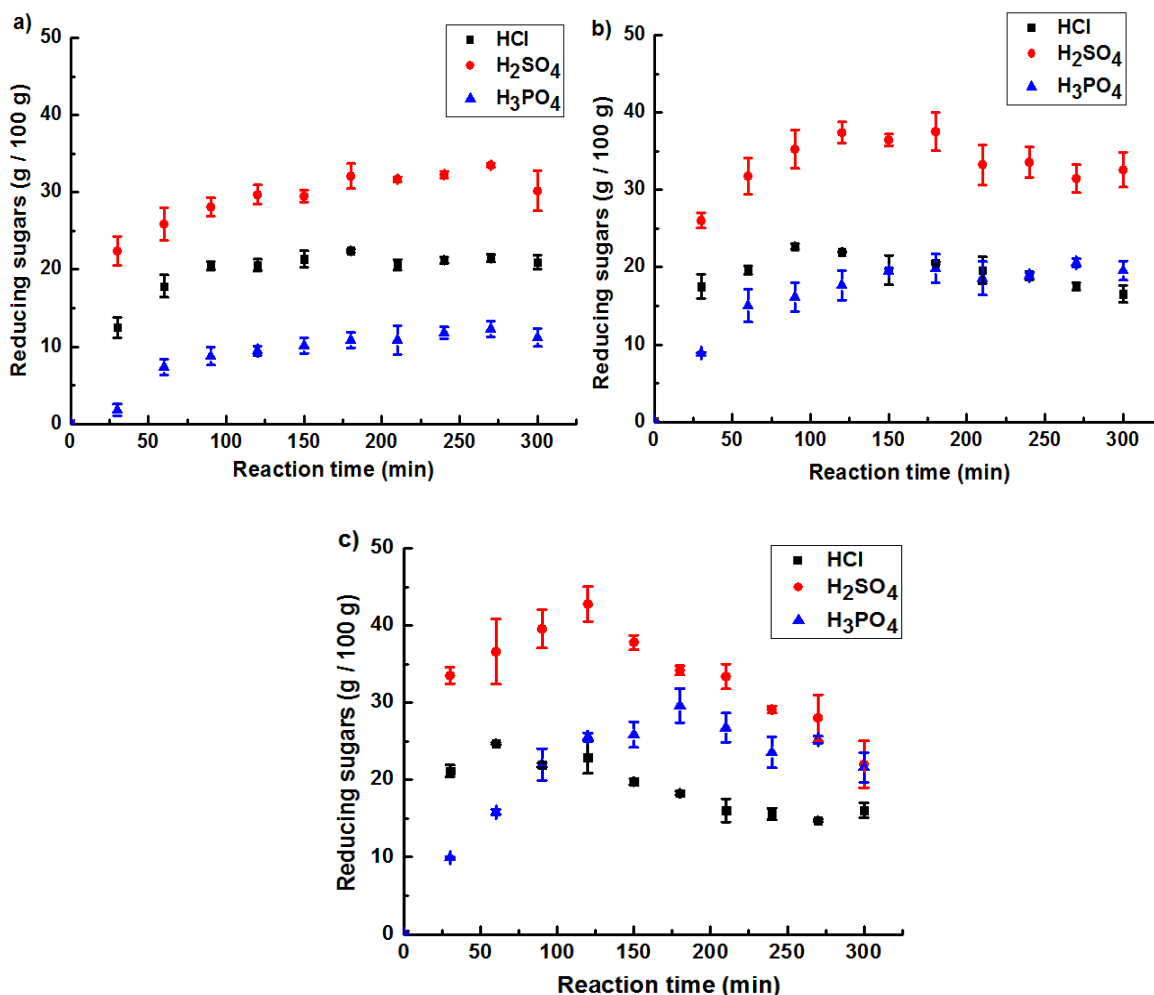 a)
HCl
H₂SO₄
H₃PO₄
Reducing sugars (g / 100 g)
50
40
30
20
10
0
0 50 100 150 200 250 300
Reaction time (min)
b)
HCl
H₂SO₄
H₃PO₄
Reducing sugars (g / 100 g)
50
40
30
20
10
0
0 50 100 150 200 250 300
Reaction time (min)
c)
HCl
H₂SO₄
H₃PO₄
Reducing sugars (g / 100 g)
50
40
30
20
10
0
0 50 100 150 200 250 300
Reaction time (min)